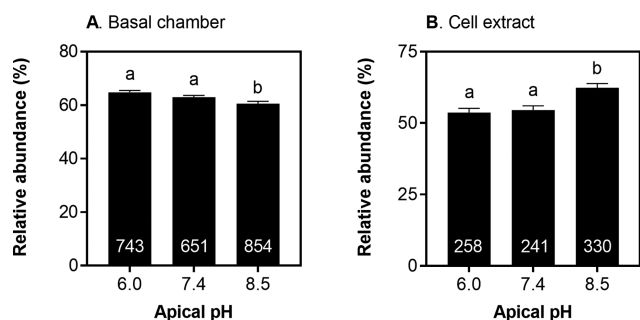 A. Basal chamber
Relative abundance (%)
80
60
40
20
0
a
a
b
743
651
854
6.0
7.4
8.5
Apical pH
B. Cell extract
Relative abundance (%)
75
50
25
0
a
a
b
258
241
330
6.0
7.4
8.5
Apical pH